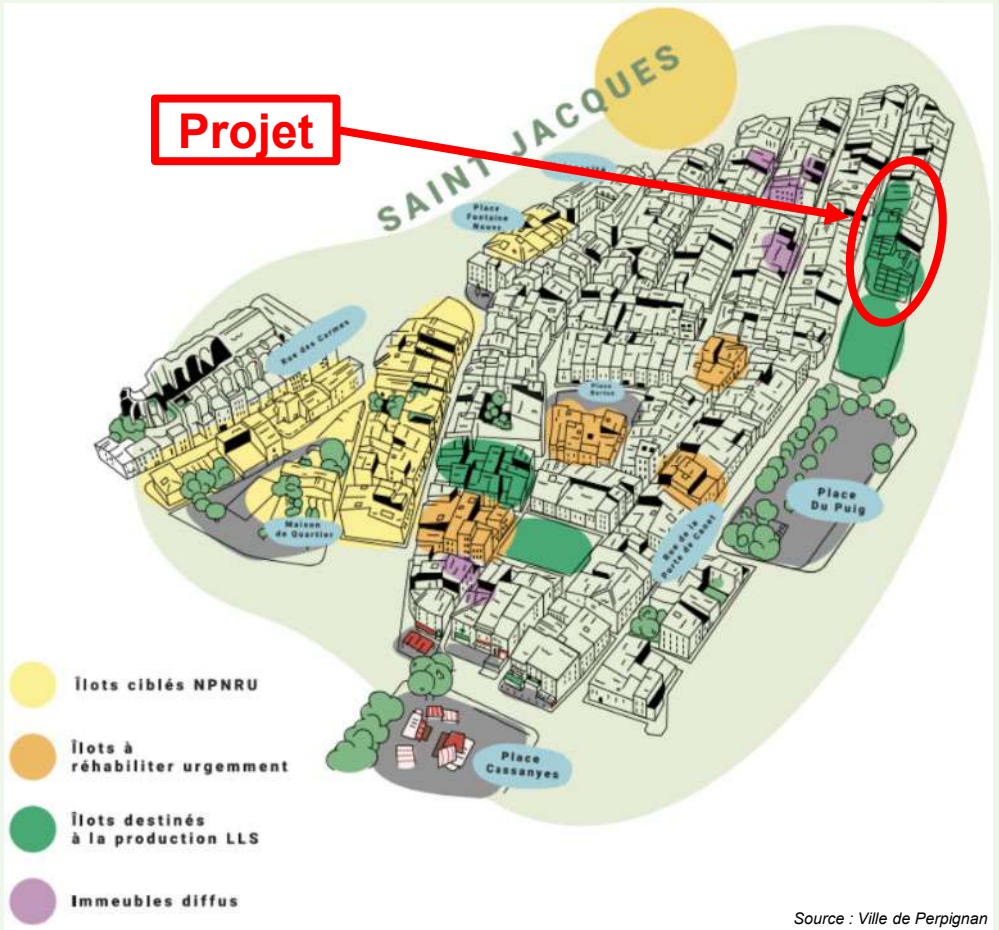 Projet
SAINT JACQUES
Place
Fontaine
Neuve
Rue des Carmes
Place
Maison
de Quartier
Rue de la
Porte de Canet
Place
Du Puig
Place
Cassanyes
Îlots ciblés NPNRU
Îlots à
réhabiliter urgemment
Îlots destinés
à la production LLS
Immeubles diffus
Source : Ville de Perpignan